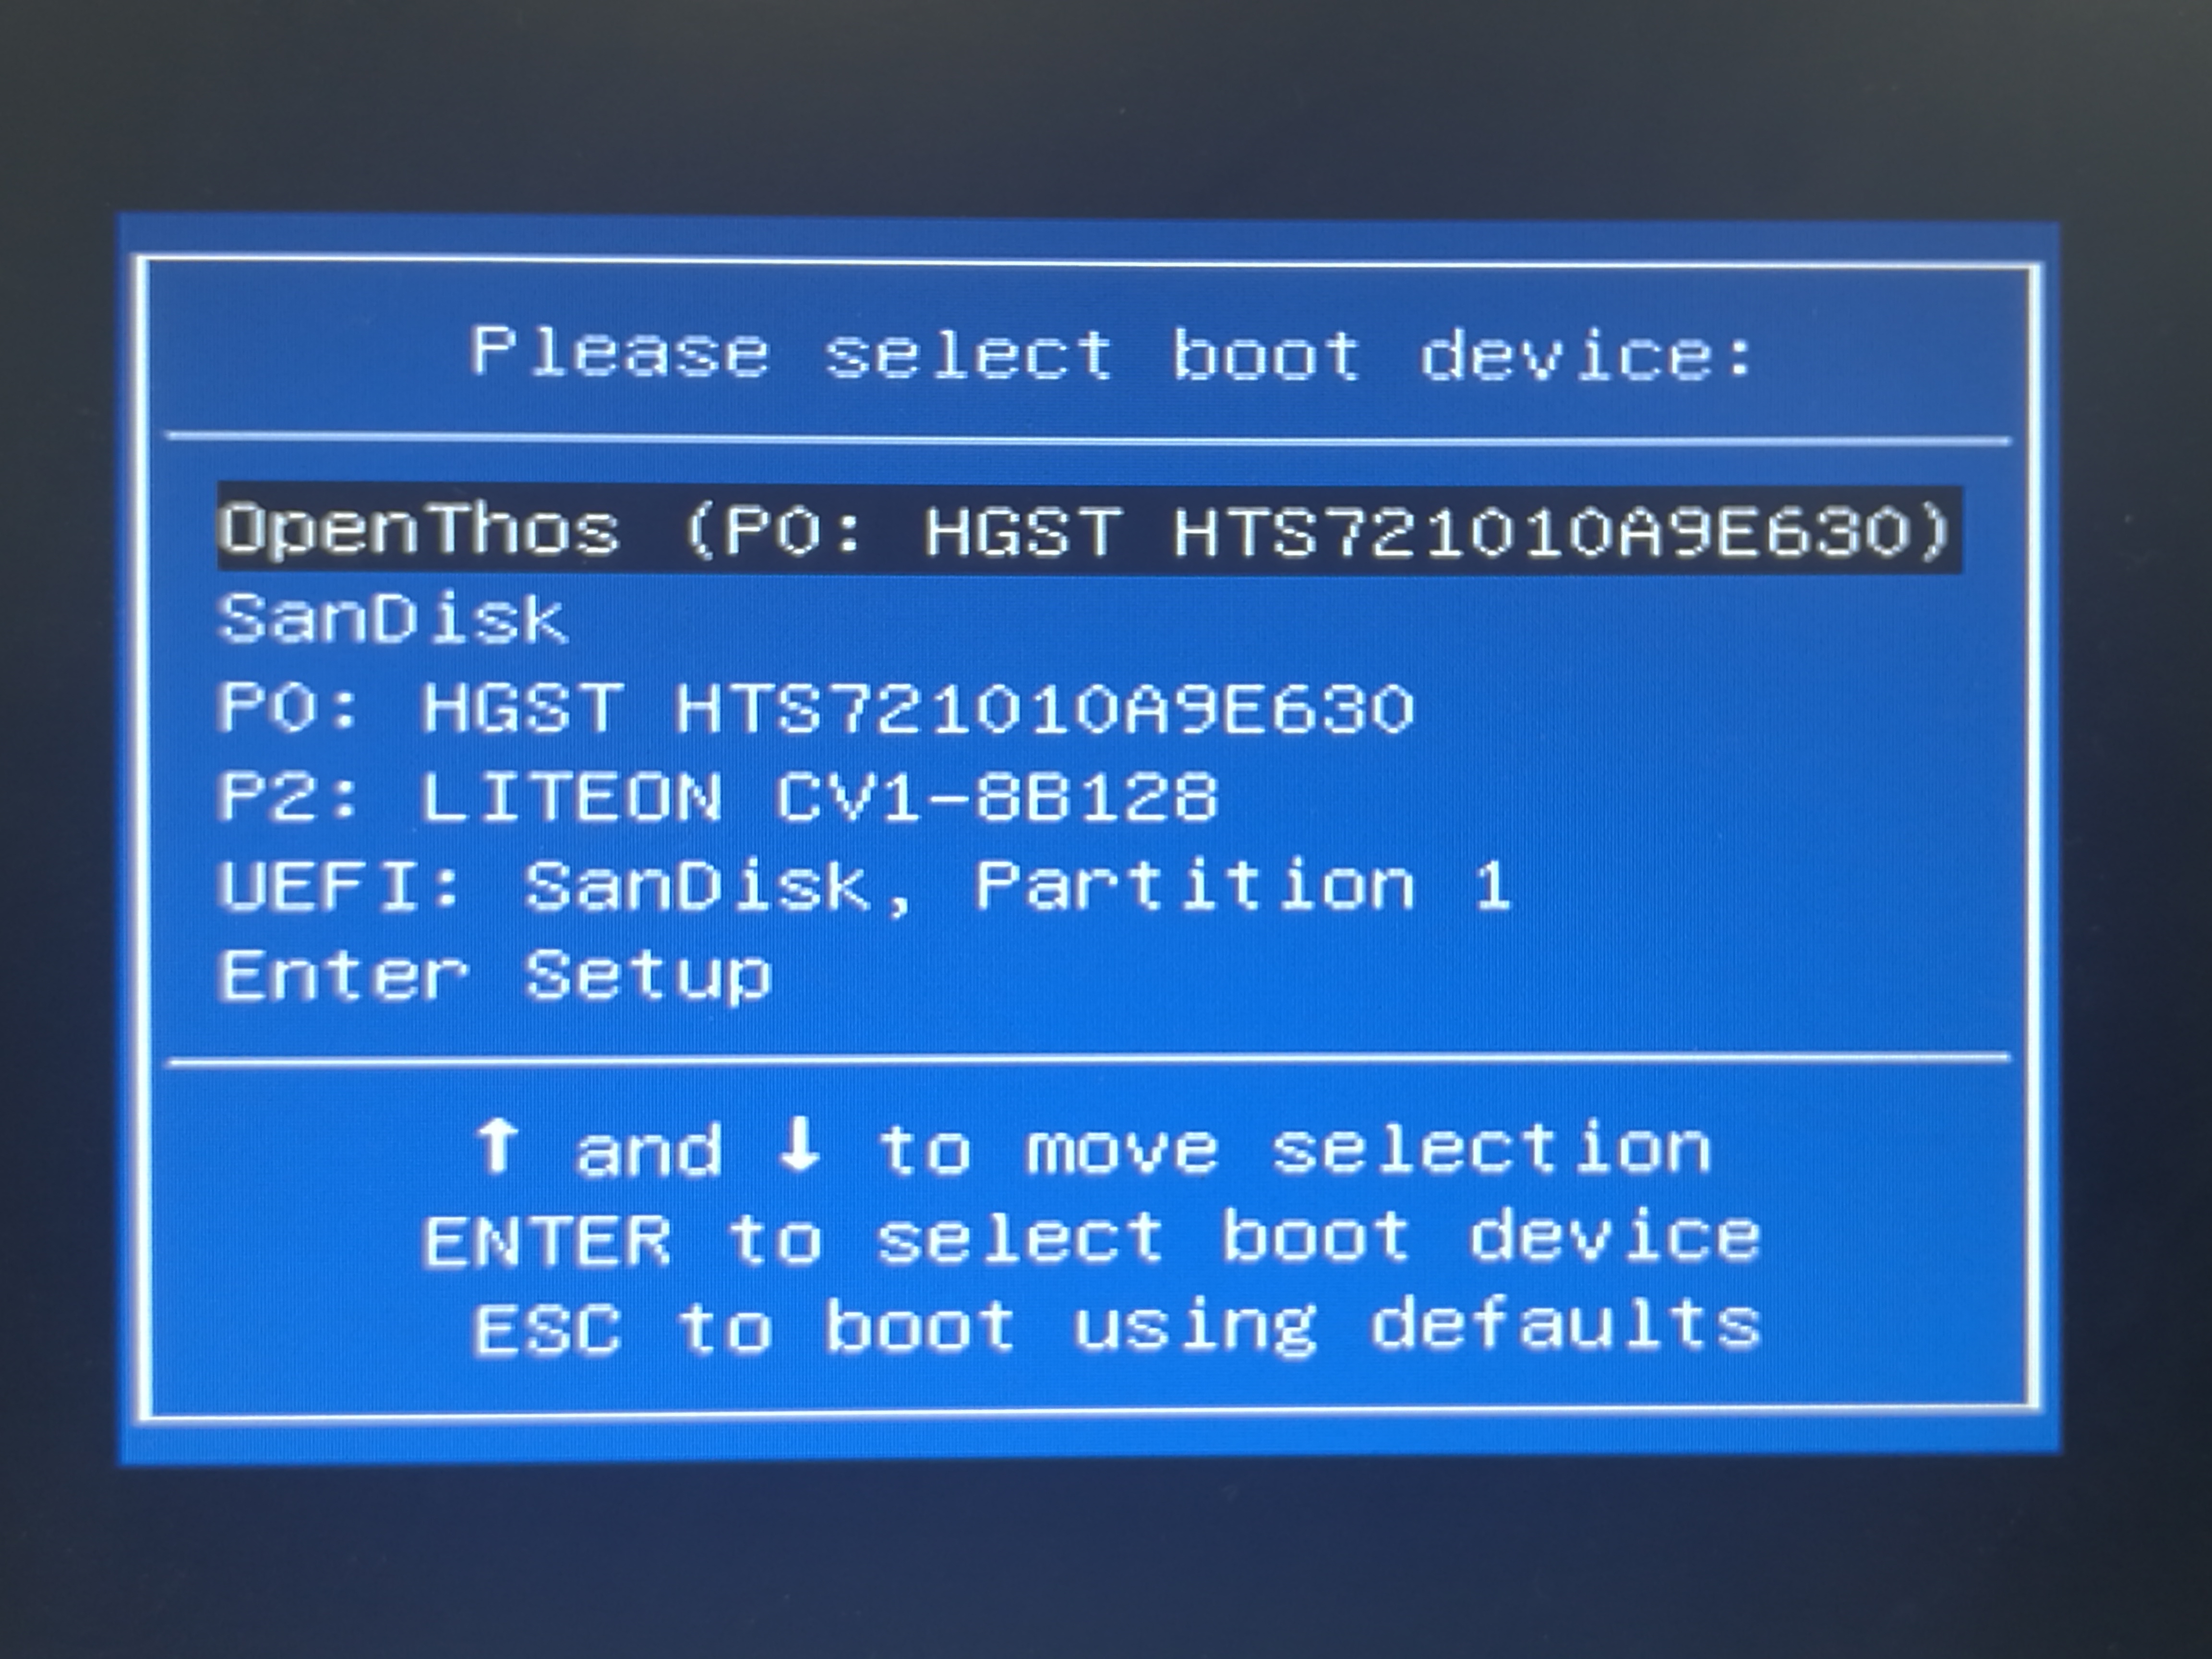 Please select boot device:
OpenThos (P0: HGST HTS721010A9E630)
SanDisk
P0: HGST HTS721010A9E630
P2: LITEON CV1-8B128
UEFI: SanDisk, Partition 1
Enter Setup
↑ and ↓ to move selection
ENTER to select boot device
ESC to boot using defaults